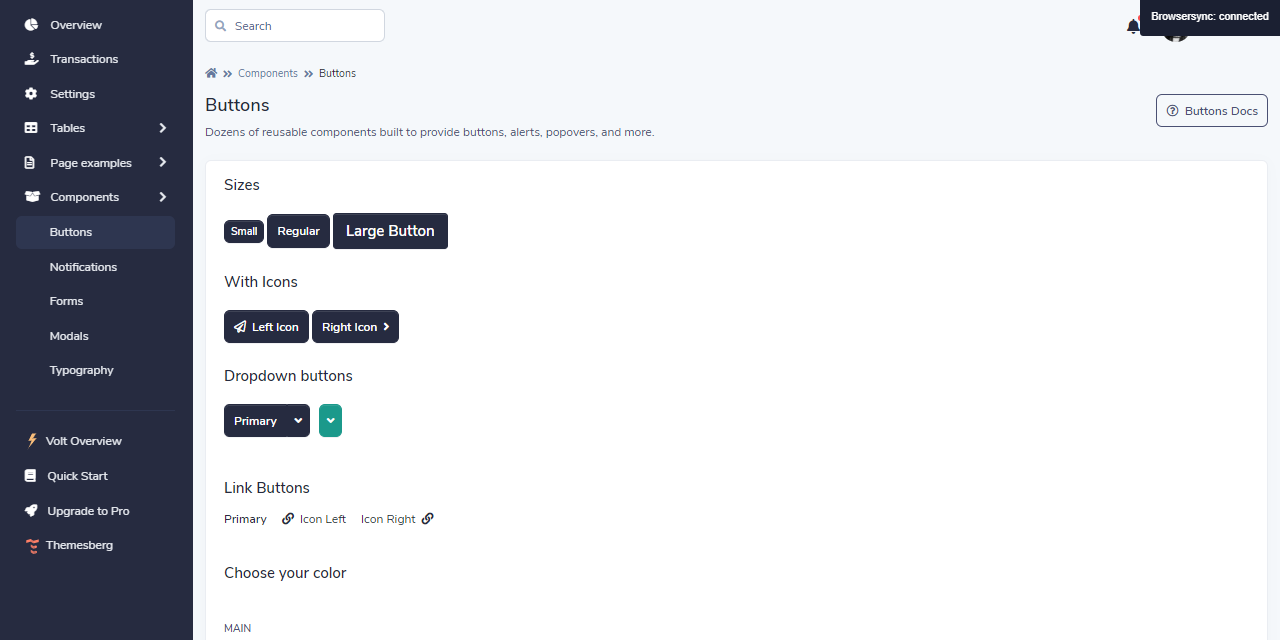 Overview
Transactions
Settings
Tables
Page examples
Components
Buttons
Notifications
Forms
Modals
Typography
Volt Overview
Quick Start
Upgrade to Pro
Themesberg
Search
Browsersync: connected
Components Buttons
Buttons
Buttons Docs
Dozens of reusable components built to provide buttons, alerts, popovers, and more.
Sizes
Small Regular Large Button
With Icons
Left Icon Right Icon
Dropdown buttons
Primary
Link Buttons
Primary Icon Left Icon Right
Choose your color
MAIN